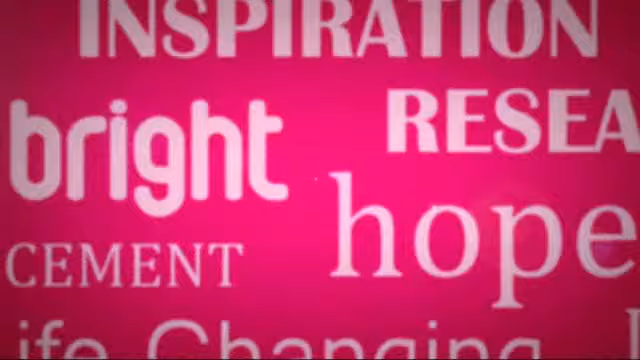 INSPIRATION
bright
RESEA
CEMENT
hope
ife Changing